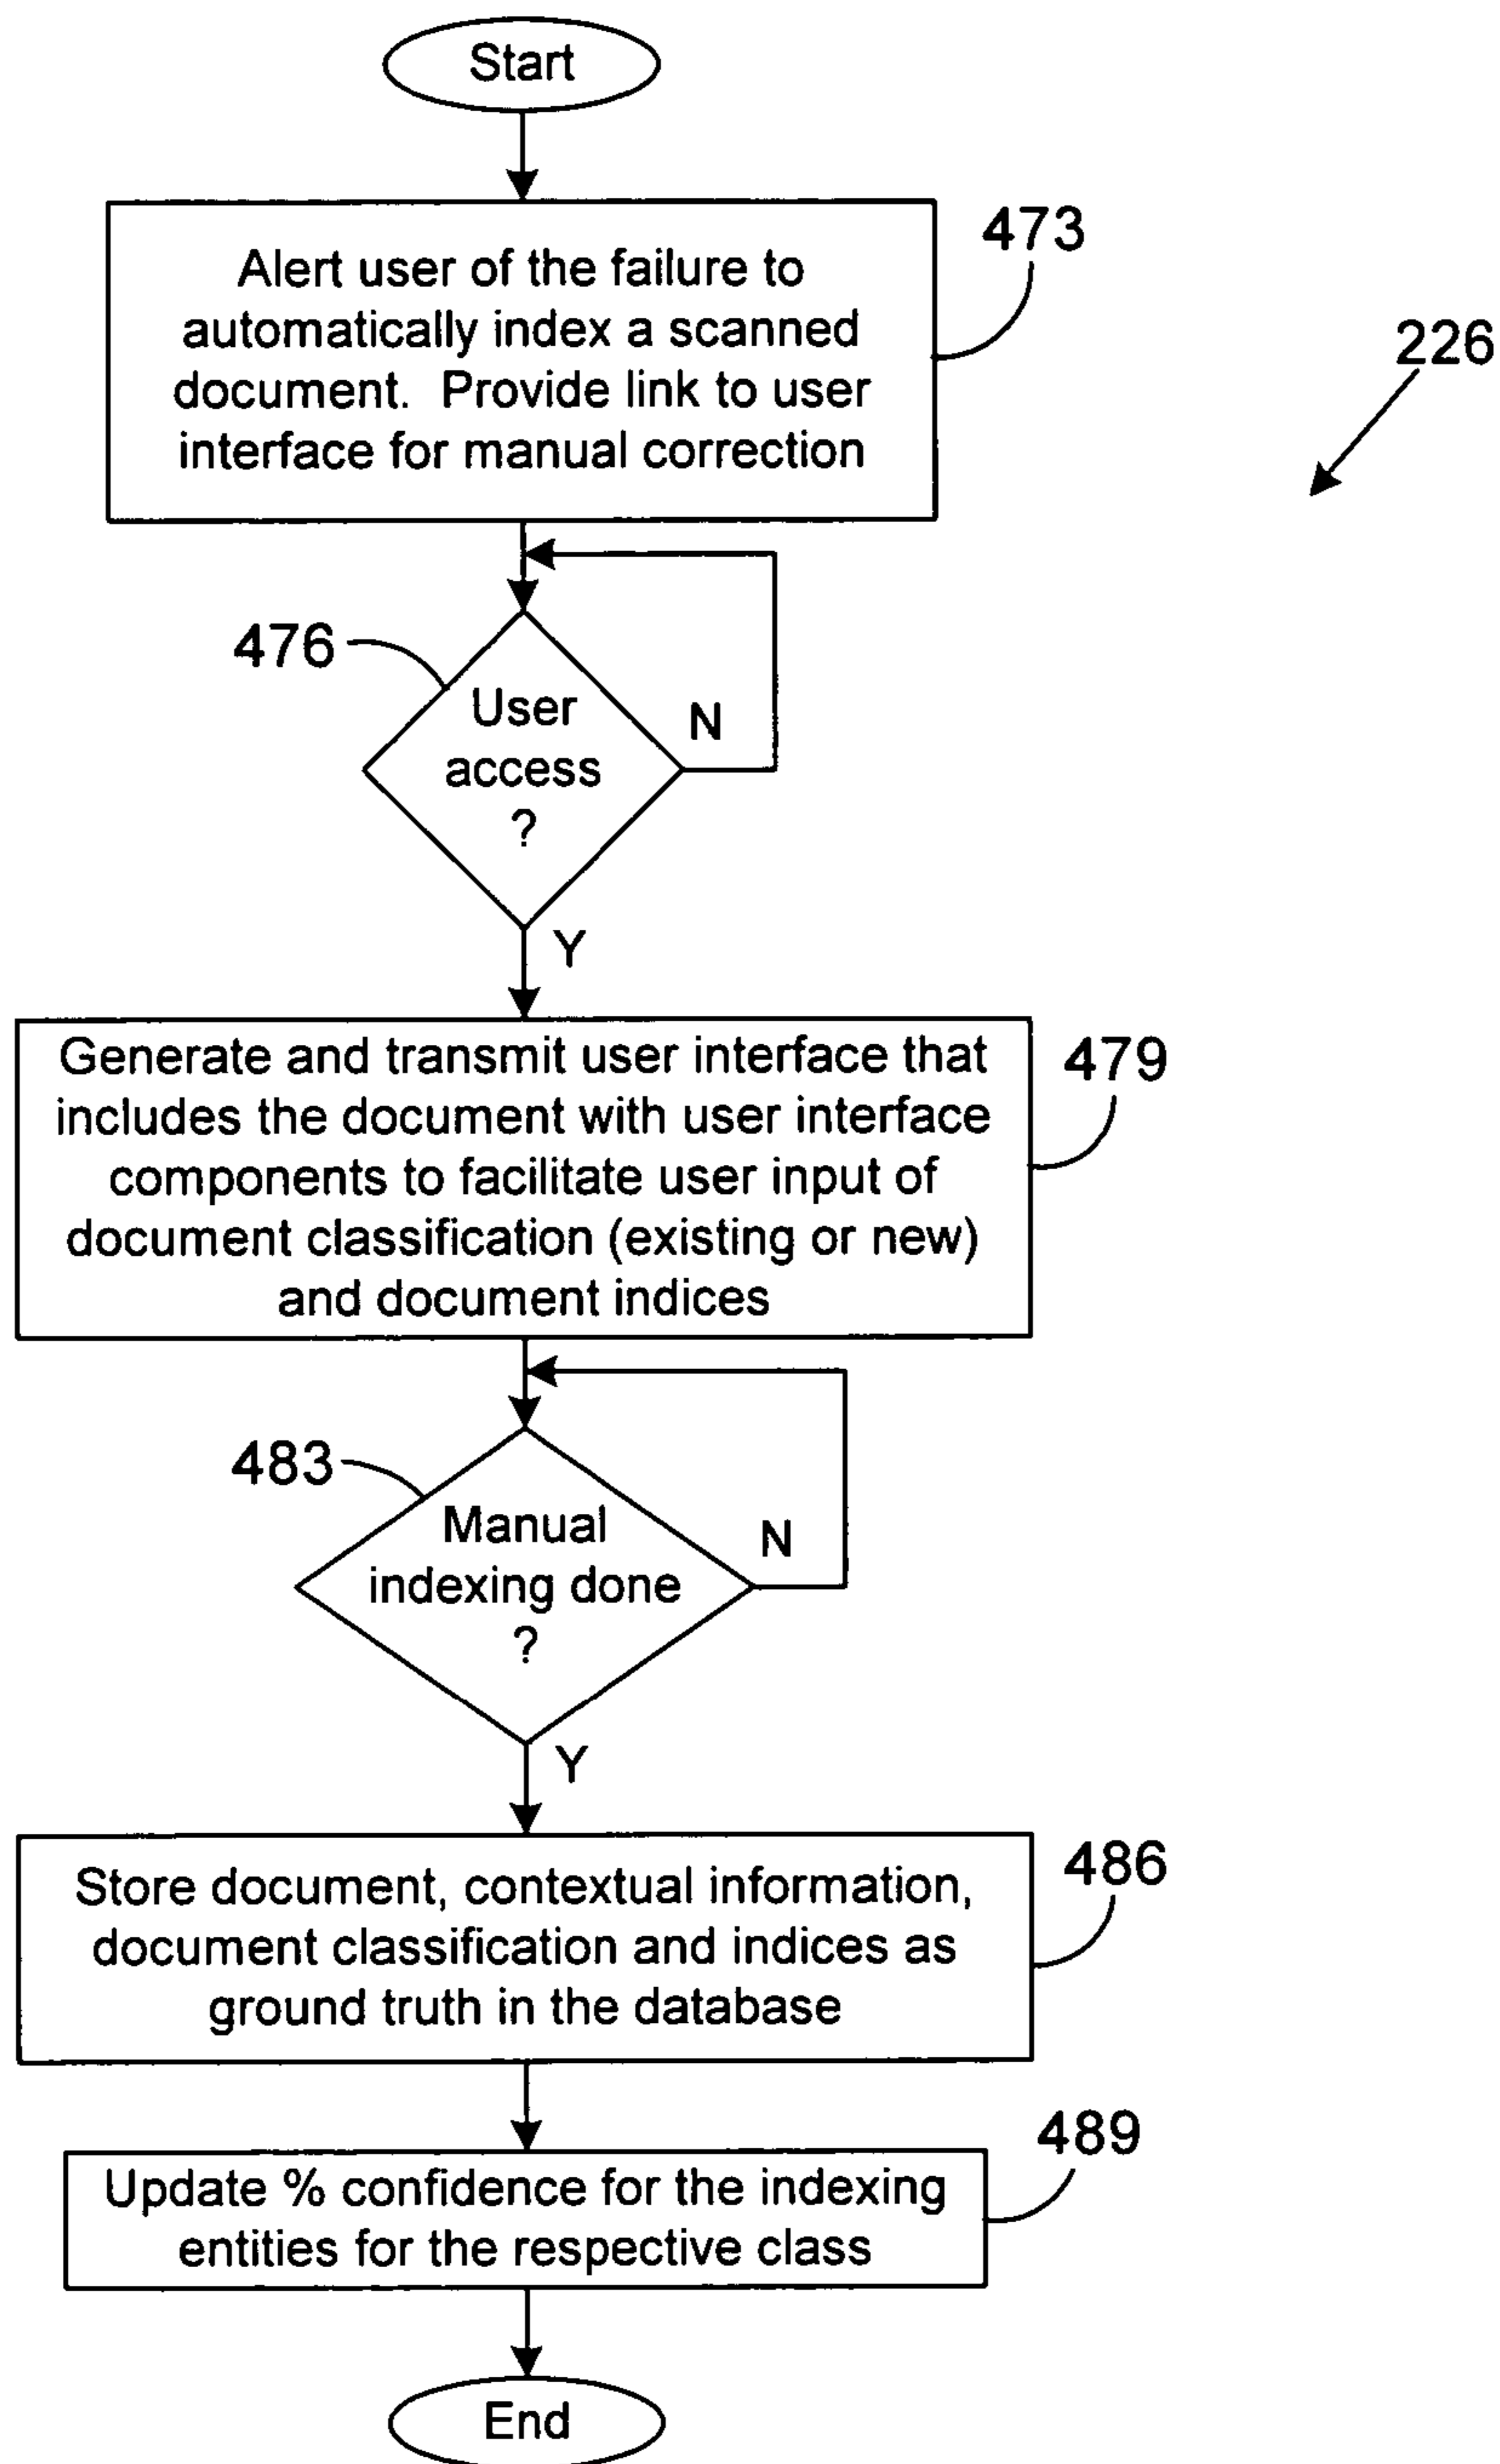 Start
Alert user of the failure to
automatically index a scanned
document. Provide link to user
interface for manual correction
473
226
476
User
access
?
N
Y
Generate and transmit user interface that
includes the document with user interface
components to facilitate user input of
document classification (existing or new)
and document indices
479
483
Manual
indexing done
?
N
Y
Store document, contextual information,
document classification and indices as
ground truth in the database
486
489
Update % confidence for the indexing
entities for the respective class
End